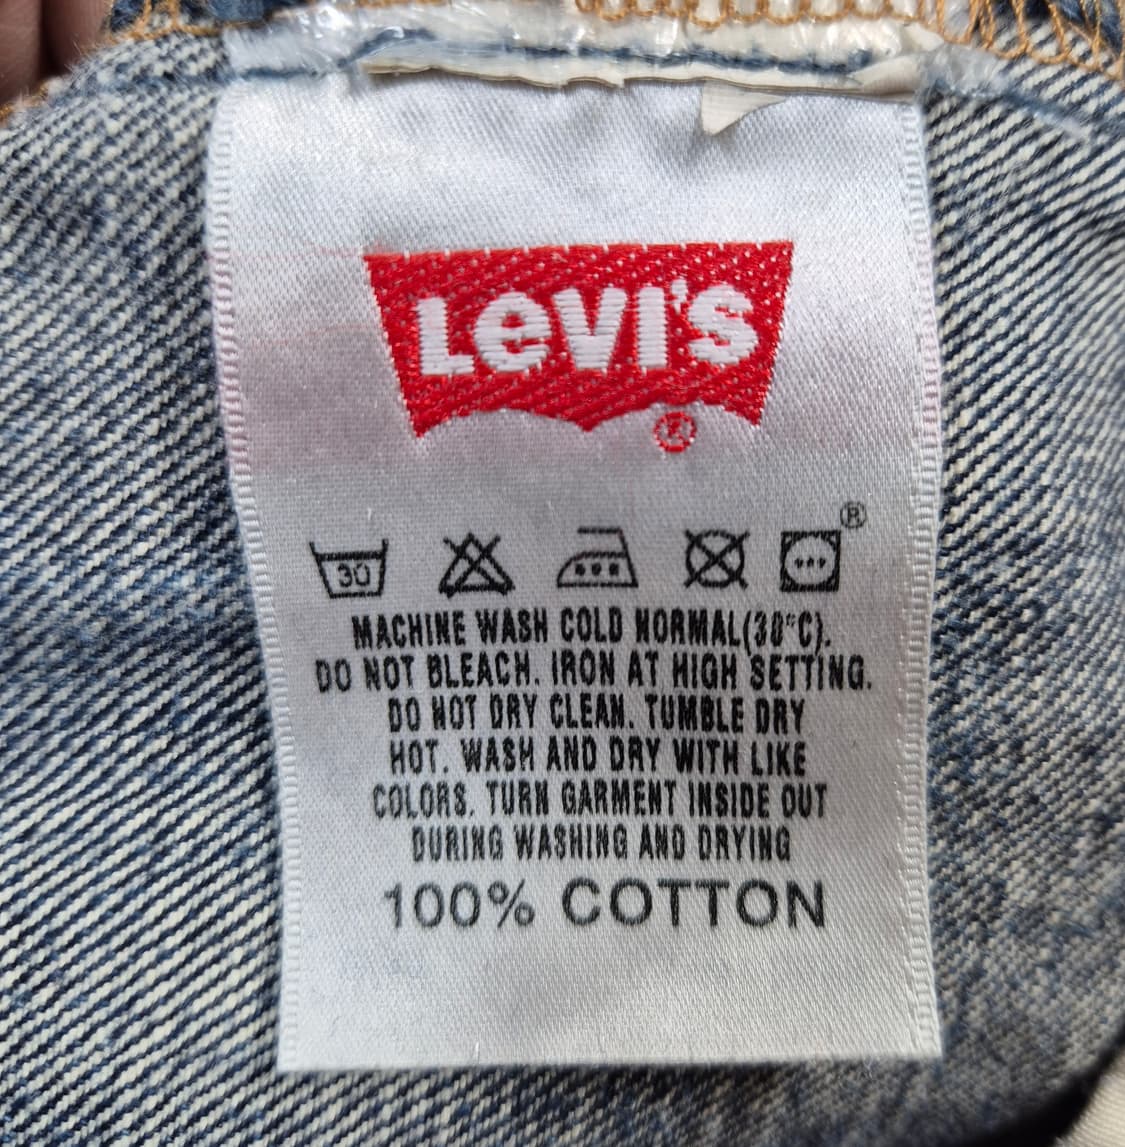 LeVI'S
®
®
30
MACHINE WASH COLD NORMAL(30°C).
DO NOT BLEACH. IRON AT HIGH SETTING.
DO NOT DRY CLEAN. TUMBLE DRY
HOT. WASH AND DRY WITH LIKE
COLORS. TURN GARMENT INSIDE OUT
DURING WASHING AND DRYING
100% COTTON